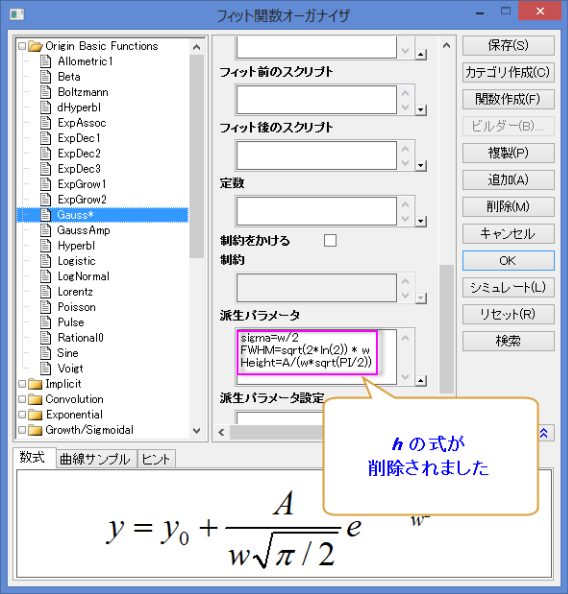 フィット関数オーガナイザ
Origin Basic Functions
Allometric1
Beta
Boltzmann
dHyperbl
ExpAssoc
ExpDec1
ExpDec2
ExpDec3
ExpGrow1
ExpGrow2
Gauss*
GaussAmp
Hyperbl
Logistic
LogNormal
Lorentz
Poisson
Pulse
Rational0
Sine
Voigt
Implicit
Convolution
Exponential
Growth/Sigmoidal
フィット前のスクリプト
フィット後のスクリプト
定数
制約をかける
制約
派生パラメータ
sigma=w/2
FWHM=sqrt(2*ln(2)) * w
Height=A/(w*sqrt(PI/2))
派生パラメータ設定
保存(S)
カテゴリ作成(C)
関数作成(F)
ビルダー(B)...
複製(P)
追加(A)
削除(M)
キャンセル
OK
シミュレート(L)
リセット(R)
検索
h の式が
削除されました
数式
曲線サンプル
ヒント
y = y0 + A / w√π/2 e